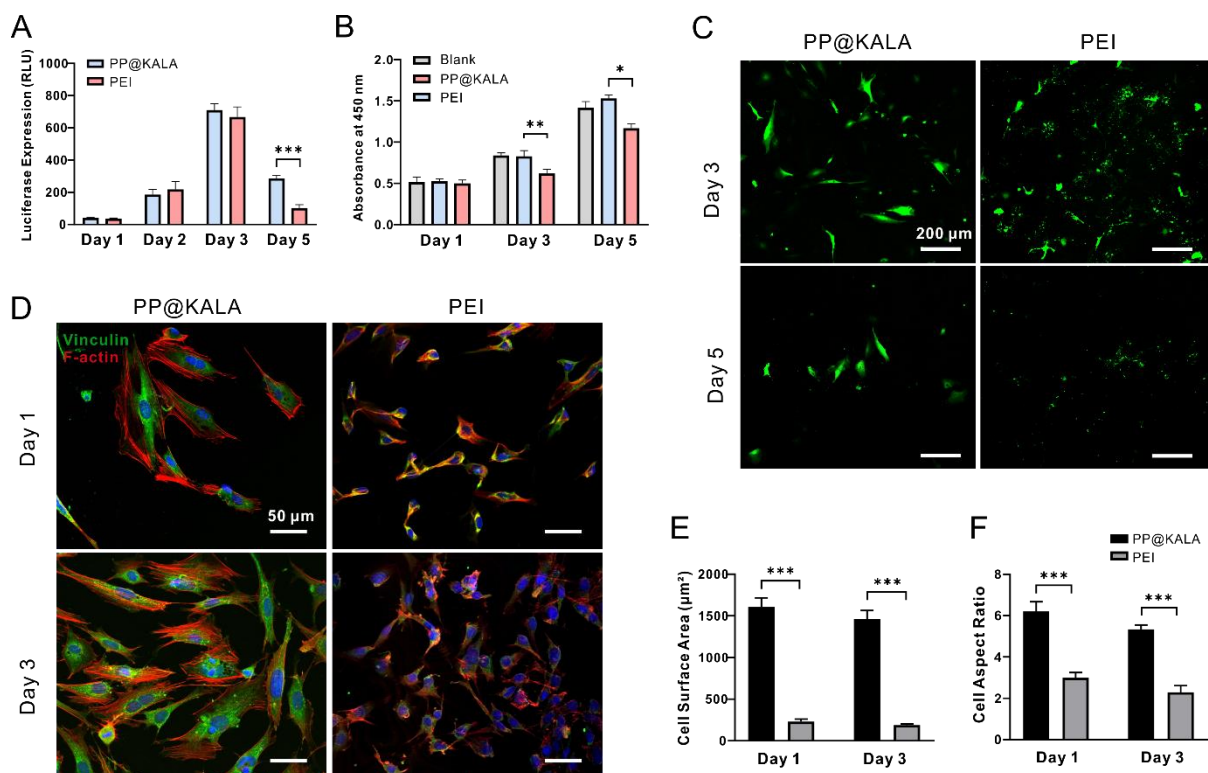 A
Luciferase Expression (RLU)
1000
800
600
400
200
0
PP@KALA
PEI
***
Day 1 Day 2 Day 3 Day 5
B
Absorbance at 450 nm
2.0
1.5
1.0
0.5
0.0
Blank
PP@KALA
PEI
**
*
Day 1 Day 3 Day 5
C
PP@KALA PEI
Day 3
200 μm
Day 5
D
PP@KALA PEI
Vinculin
F-actin
Day 1
50 μm
Day 3
E
Cell Surface Area (μm²)
2000
1500
1000
500
0
***
***
Day 1 Day 3
F
Cell Aspect Ratio
10
8
6
4
2
0
PP@KALA
PEI
***
***
Day 1 Day 3